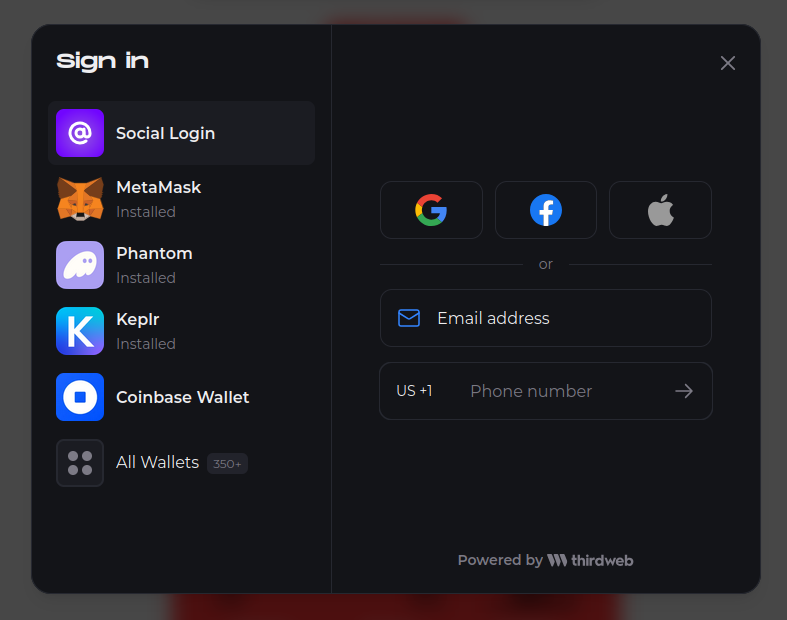 Sign in
Social Login
MetaMask
Installed
Phantom
Installed
Keplr
Installed
Coinbase Wallet
All Wallets 350+
or
Email address
US +1 Phone number
Powered by thirdweb